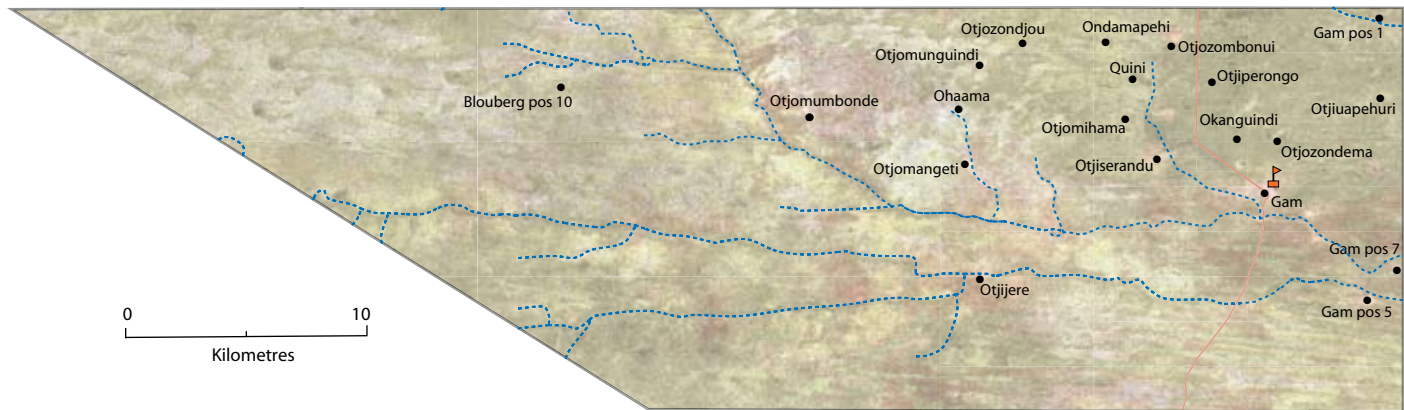 Gam pos 1
Otjozondjou
Ondamapehi
Otjozombonui
Otjomunguindi
Quini
Otjiperongo
Blouberg pos 10
Otjomumbonde
Ohaama
Otjiuapehuri
Otjomihama
Okanguindi
Otjozondema
Otjomangeti
Otjiserandu
Gam
Gam pos 7
Otjijere
Gam pos 5
0 10
Kilometres